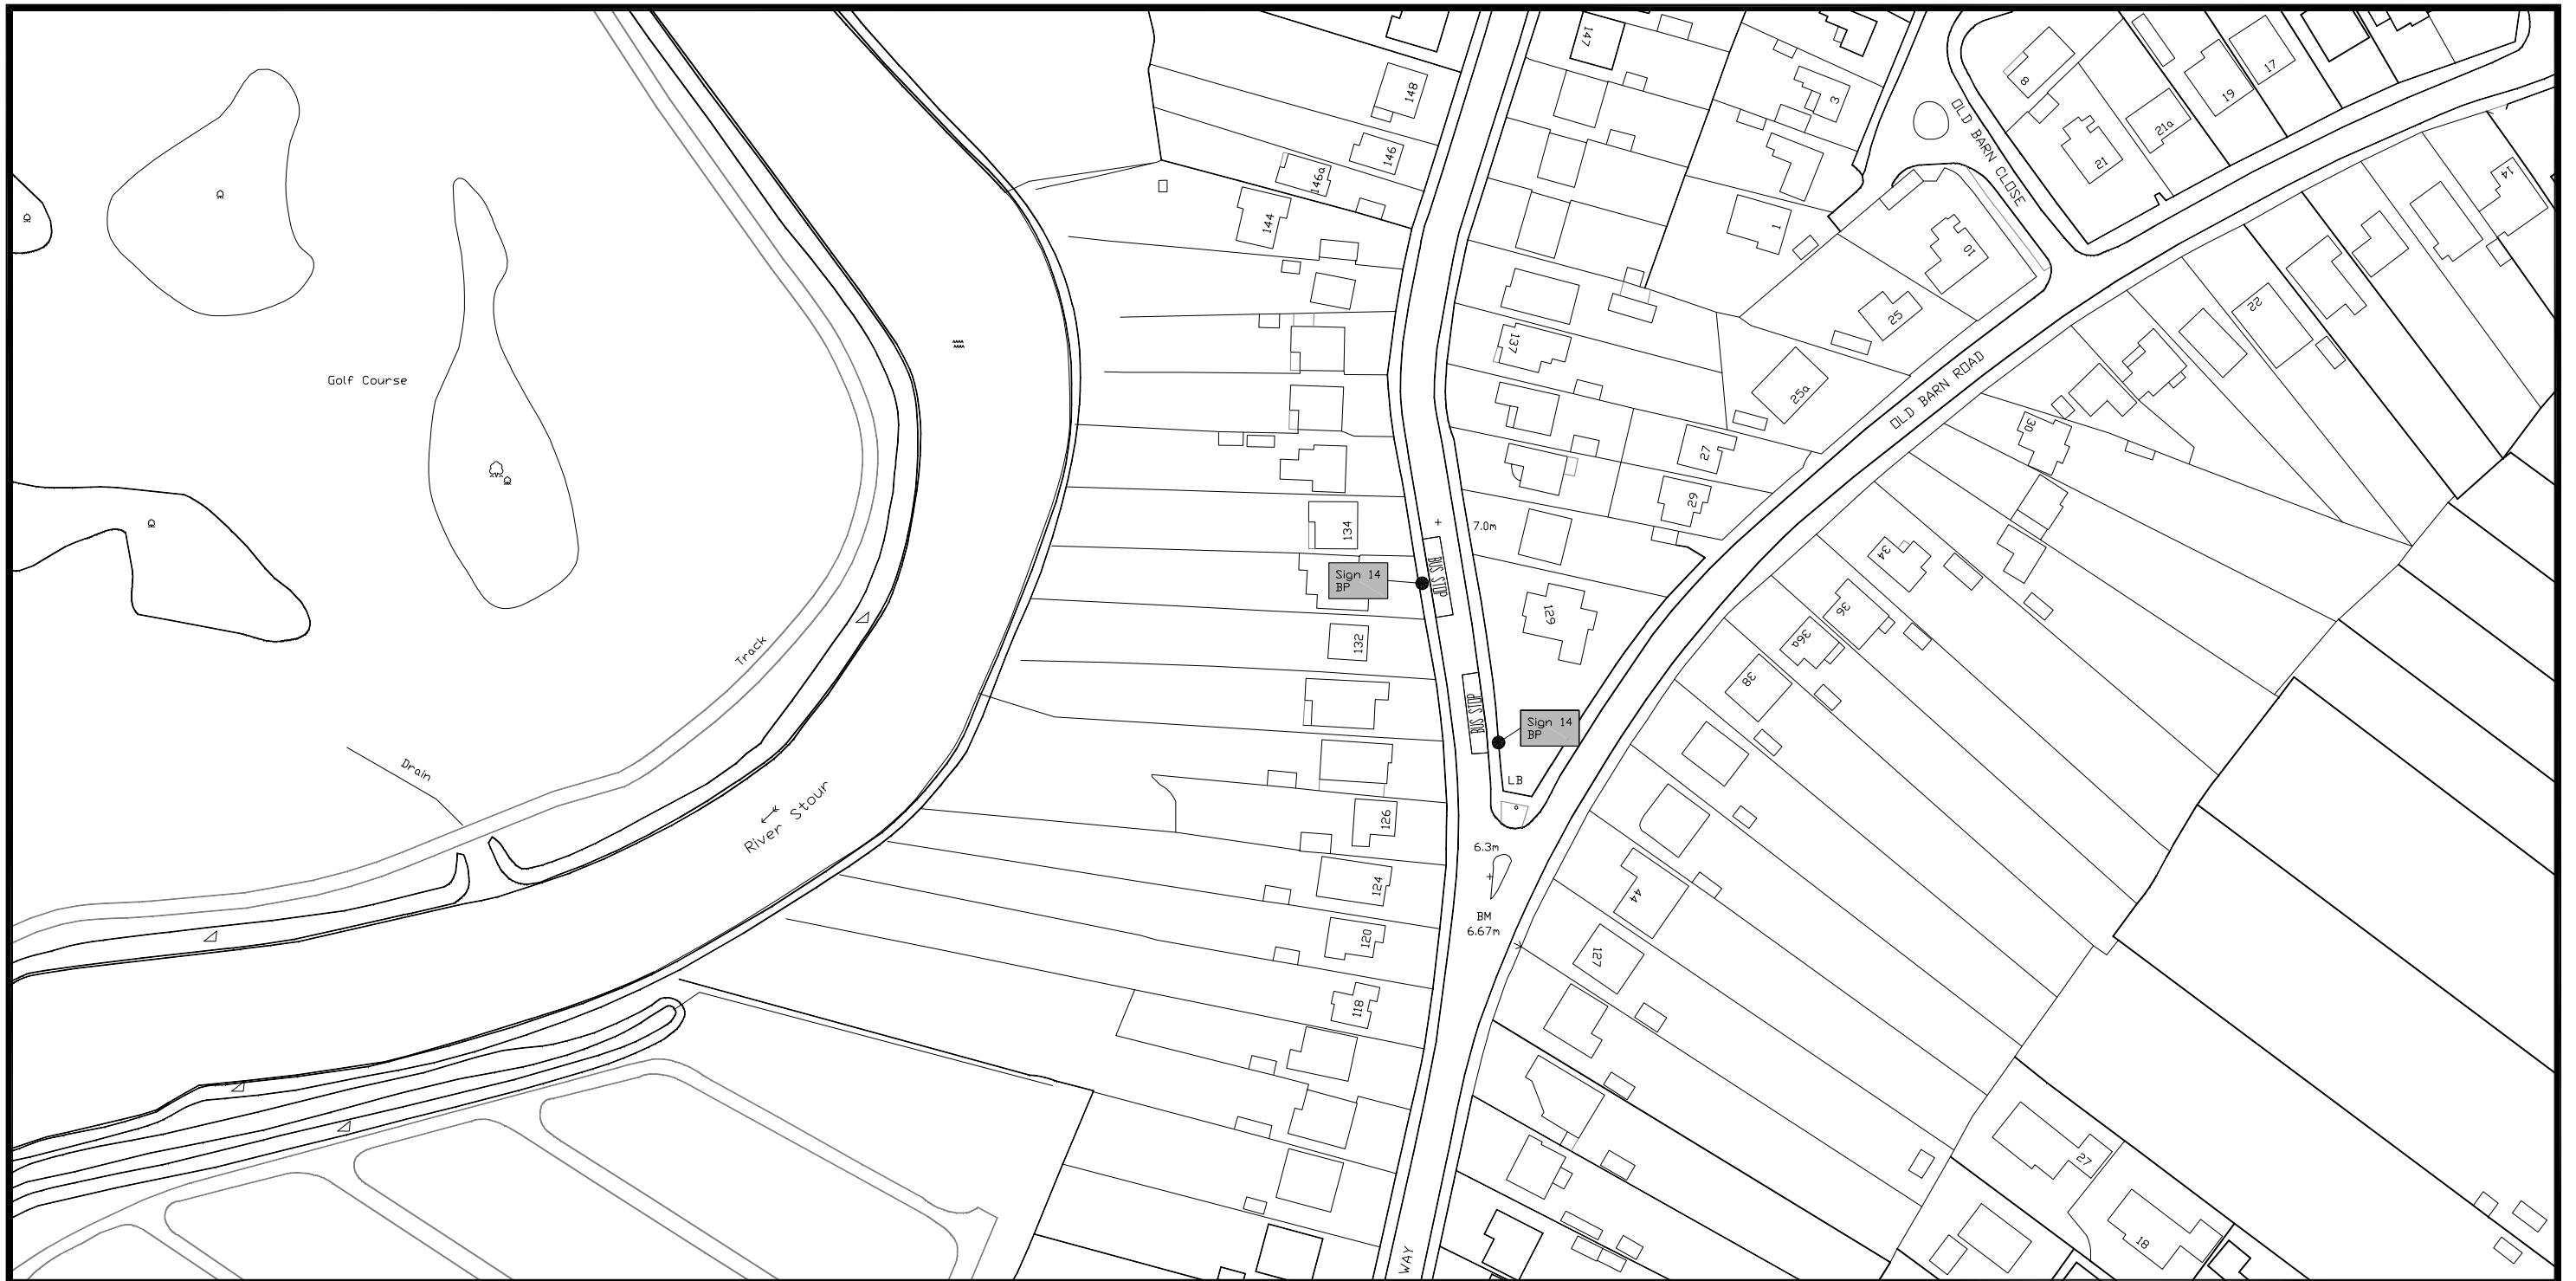 147
148
8
17
19
3
21a
OLD BARN CLOSE
146
21
146a
14
144
1
10
22
25
137
Golf Course
OLD BARN ROAD
25a
30
27
29
134
7.0m
BUS STOP
Sign 14
BP
34
132
129
36
36a
Track
38
BUS STOP
Sign 14
BP
Drain
LB
River Stour
126
6.3m
124
44
BM
6.67m
120
127
118
27
18
WAY